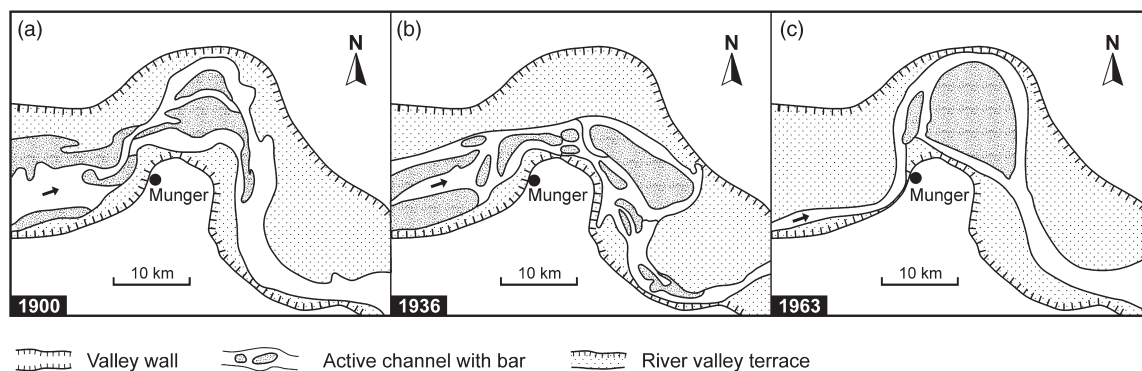 (a)
N
Munger
10 km
1900
(b)
N
Munger
10 km
1936
(c)
N
Munger
10 km
1963
Valley wall
Active channel with bar
River valley terrace